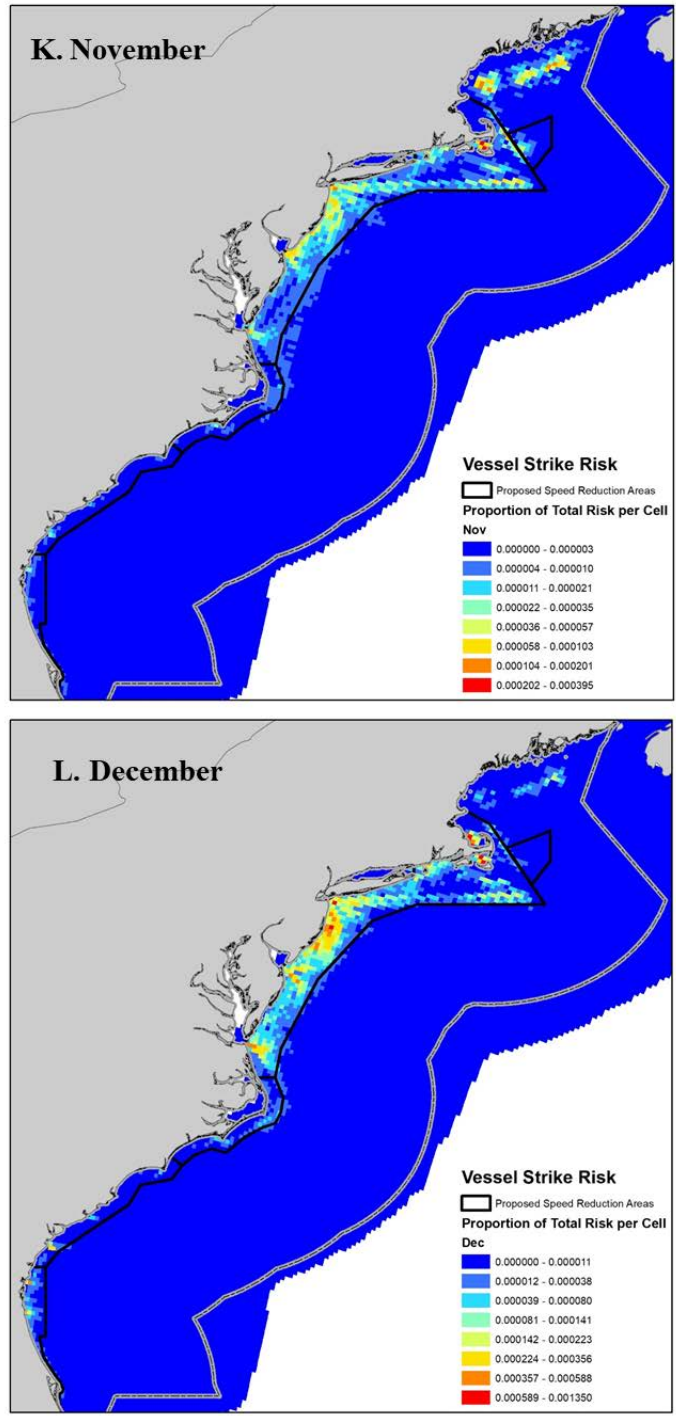 K. November
Vessel Strike Risk
Proposed Speed Reduction Areas
Proportion of Total Risk per Cell
Nov
0.000000 - 0.000003
0.000004 - 0.000010
0.000011 - 0.000021
0.000022 - 0.000035
0.000036 - 0.000057
0.000058 - 0.000103
0.000104 - 0.000201
0.000202 - 0.000395
L. December
Vessel Strike Risk
Proposed Speed Reduction Areas
Proportion of Total Risk per Cell
Dec
0.000000 - 0.000011
0.000012 - 0.000038
0.000039 - 0.000080
0.000081 - 0.000141
0.000142 - 0.000223
0.000224 - 0.000356
0.000357 - 0.000588
0.000589 - 0.001350